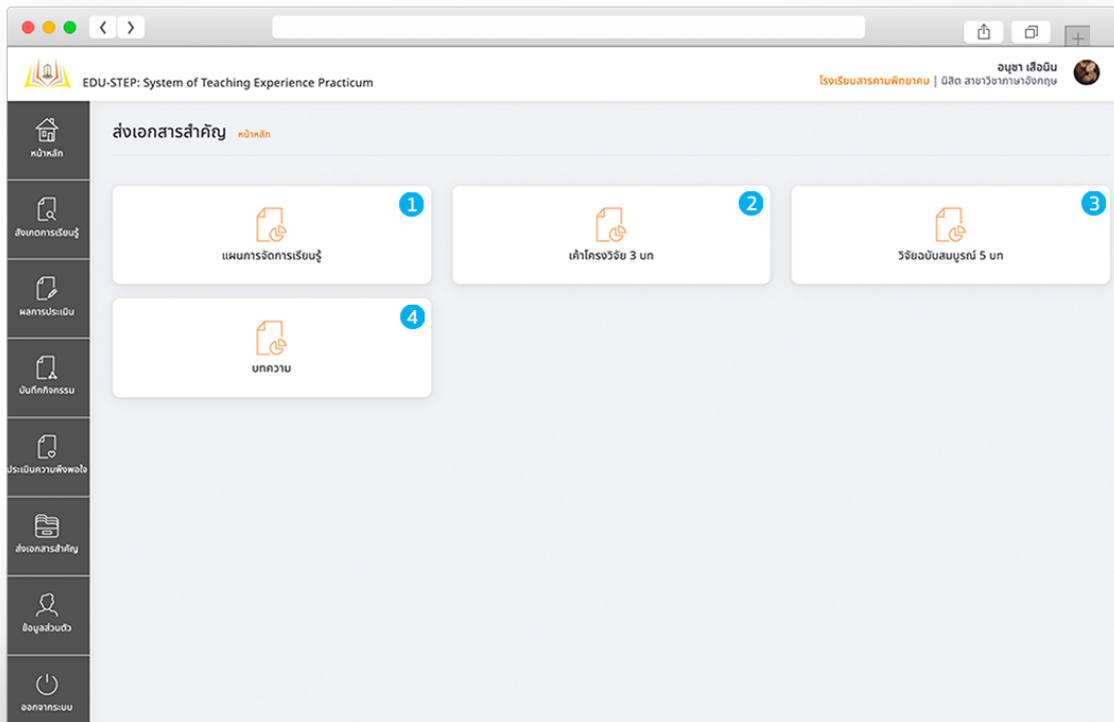 อนุชา เสือนิน
EDU-STEP: System of Teaching Experience Practicum
โรงเรียนสารคามพิทยาคม | นิสิต สาขาวิชาภาษาอังกฤษ
หน้าหลัก
สังเกตการเรียนรู้
ผลการประเมิน
บันทึกกิจกรรม
ประเมินความพึงพอใจ
ส่งเอกสารสำคัญ
ข้อมูลส่วนตัว
ออกจากระบบ
ส่งเอกสารสำคัญ หน้าหลัก
1
แผนการจัดการเรียนรู้
2
เค้าโครงวิจัย 3 บท
3
วิจัยฉบับสมบูรณ์ 5 บท
4
บทความ